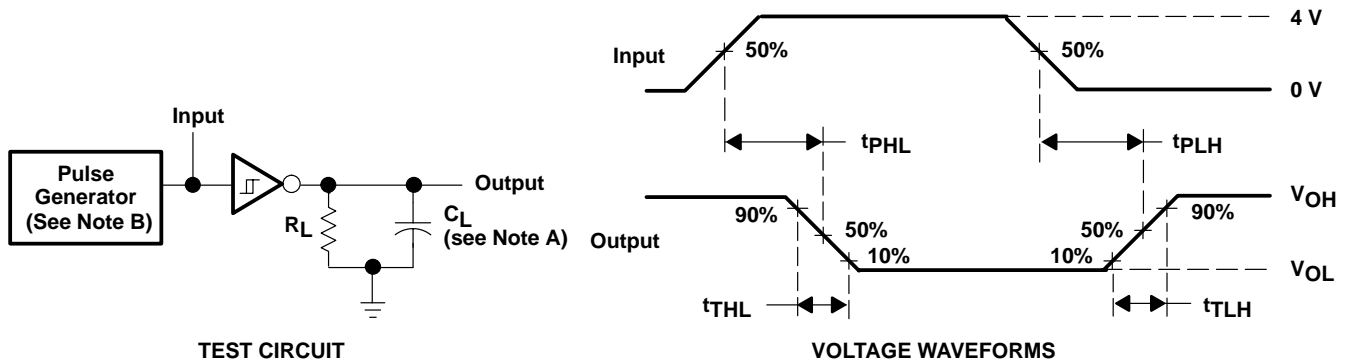 Input
Pulse
Generator
(See Note B)
Output
RL
CL
(see Note A)
TEST CIRCUIT
4 V
Input
50%
50%
0 V
tPHL
tPLH
VOH
90%
50%
50%
90%
Output
10%
10%
VOL
tTHL
tTLH
VOLTAGE WAVEFORMS